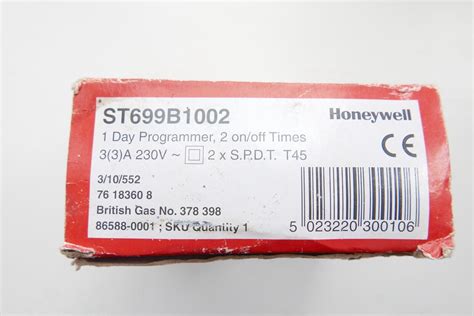 ST699B1002
Honeywell
1 Day Programmer, 2 on/off Times
3(3)A 230V ~ 2 x S.P.D.T. T45
CE
3/10/552
76 18360 8
British Gas No. 378 398
86588-0001 ; SKU Quantity 1
5 023220 300106